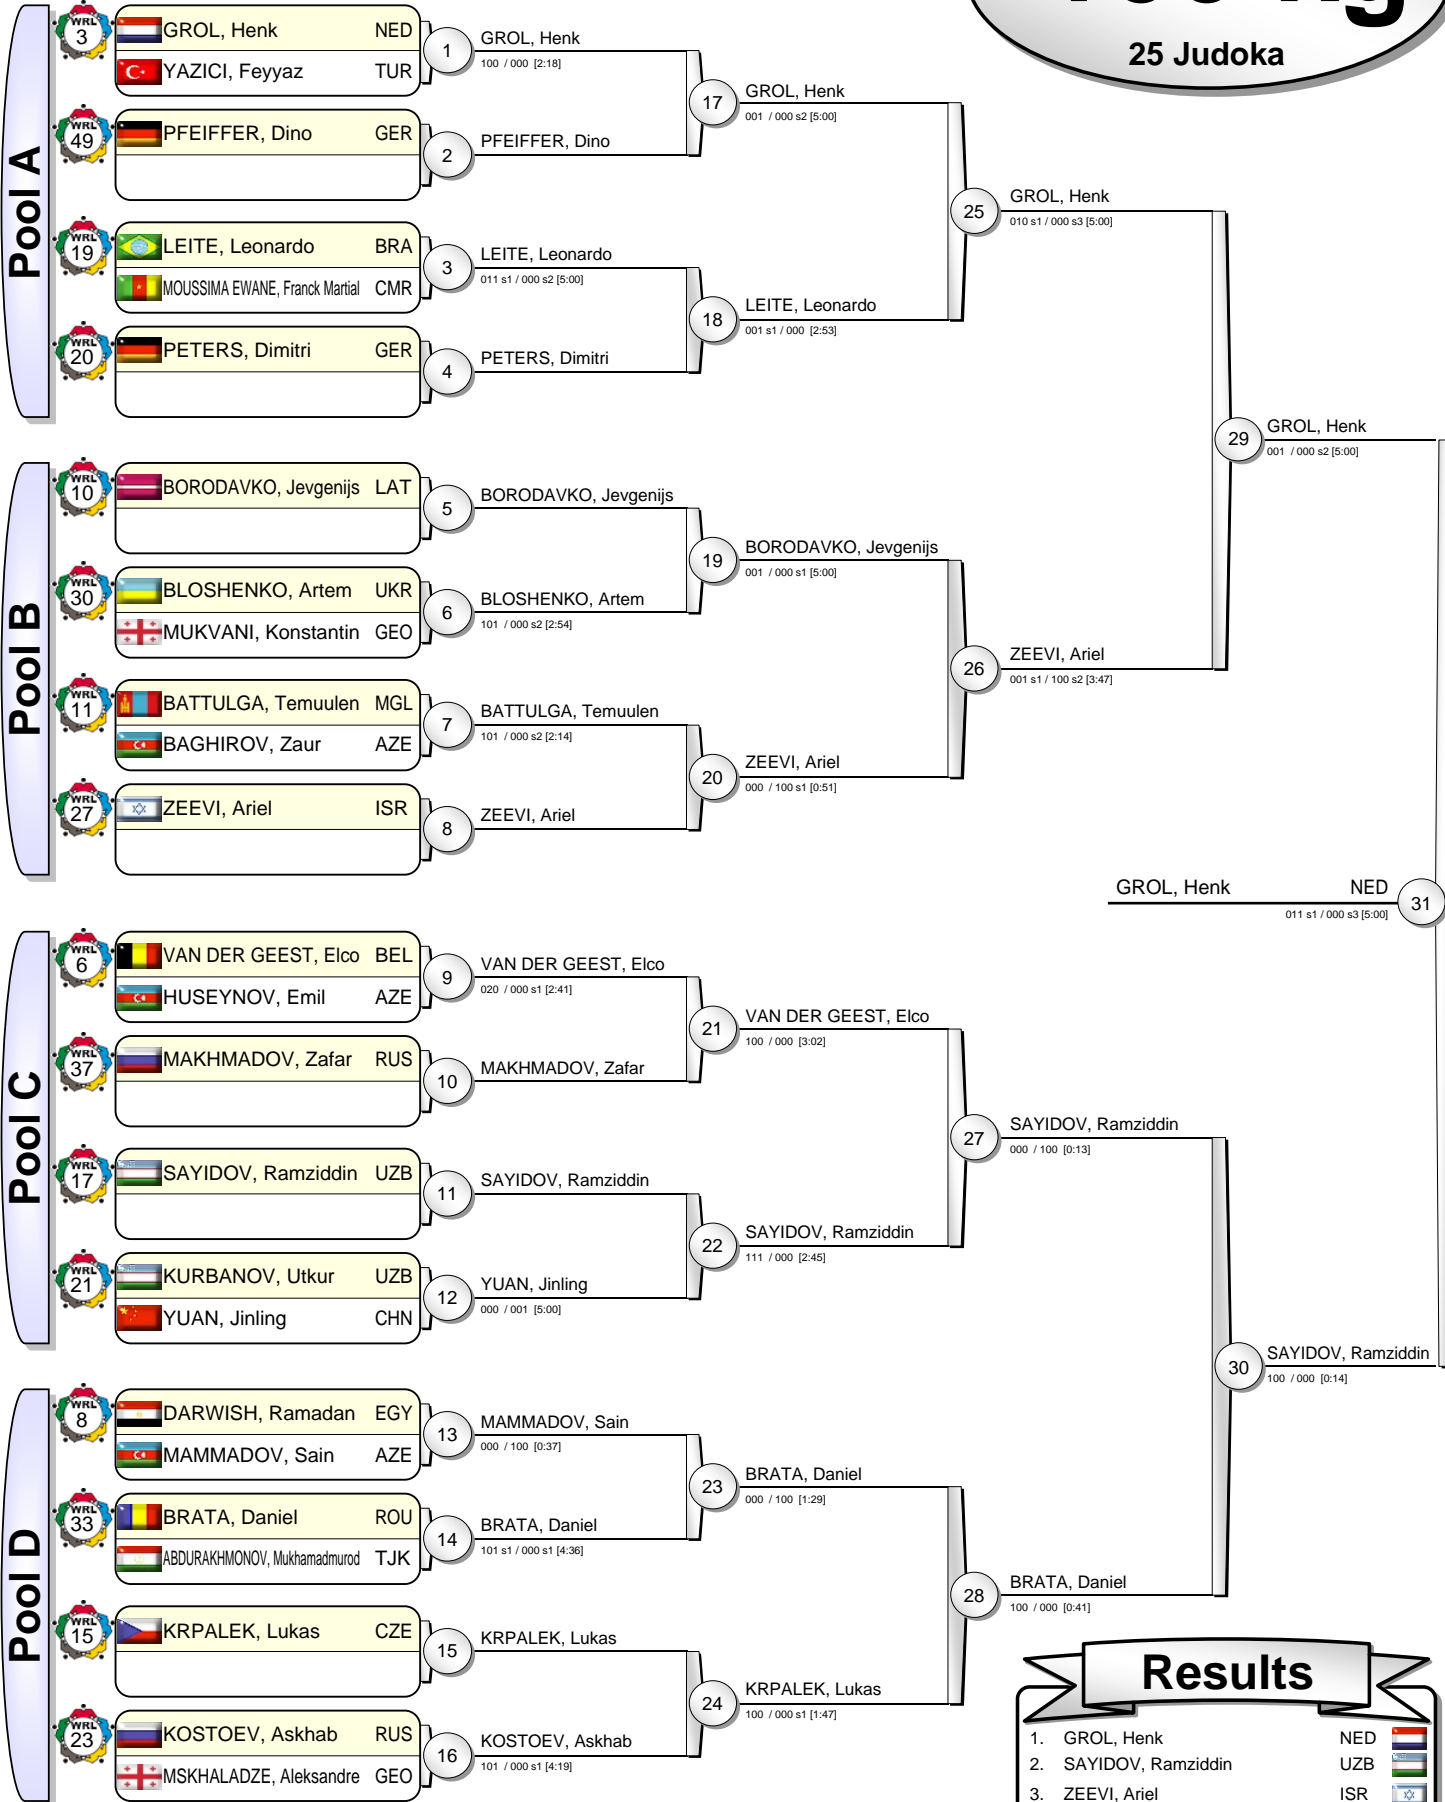 25 Judoka
Pool A
WRL 3 GROL, Henk NED
YAZICI, Feyyaz TUR
WRL 49 PFEIFFER, Dino GER
WRL 19 LEITE, Leonardo BRA
MOUSSIMA EWANE, Franck Martial CMR
WRL 20 PETERS, Dimitri GER
1 GROL, Henk
100 / 000 [2:18]
2 PFEIFFER, Dino
3 LEITE, Leonardo
011 s1 / 000 s2 [5:00]
4 PETERS, Dimitri
17 GROL, Henk
001 / 000 s2 [5:00]
18 LEITE, Leonardo
001 s1 / 000 [2:53]
25 GROL, Henk
010 s1 / 000 s3 [5:00]
Pool B
WRL 10 BORODAVKO, Jevgenijs LAT
WRL 30 BLOSHENKO, Artem UKR
MUKVANI, Konstantin GEO
WRL 11 BATTULGA, Temuulen MGL
BAGHIROV, Zaur AZE
WRL 27 ZEEVI, Ariel ISR
5 BORODAVKO, Jevgenijs
6 BLOSHENKO, Artem
101 / 000 s2 [2:54]
7 BATTULGA, Temuulen
101 / 000 s2 [2:14]
8 ZEEVI, Ariel
19 BORODAVKO, Jevgenijs
001 / 000 s1 [5:00]
20 ZEEVI, Ariel
000 / 100 s1 [0:51]
26 ZEEVI, Ariel
001 s1 / 100 s2 [3:47]
29 GROL, Henk
001 / 000 s2 [5:00]
GROL, Henk NED 31
011 s1 / 000 s3 [5:00]
Pool C
WRL 6 VAN DER GEEST, Elco BEL
HUSEYNOV, Emil AZE
WRL 37 MAKHMADOV, Zafar RUS
WRL 17 SAYIDOV, Ramziddin UZB
WRL 21 KURBANOV, Utkur UZB
YUAN, Jinling CHN
9 VAN DER GEEST, Elco
020 / 000 s1 [2:41]
10 MAKHMADOV, Zafar
11 SAYIDOV, Ramziddin
12 YUAN, Jinling
000 / 001 [5:00]
21 VAN DER GEEST, Elco
100 / 000 [3:02]
22 SAYIDOV, Ramziddin
111 / 000 [2:45]
27 SAYIDOV, Ramziddin
000 / 100 [0:13]
Pool D
WRL 8 DARWISH, Ramadan EGY
MAMMADOV, Sain AZE
WRL 33 BRATA, Daniel ROU
ABDURAKHMONOV, Mukhamadmurod TJK
WRL 15 KRPALEK, Lukas CZE
WRL 23 KOSTOEV, Askhab RUS
MSKHALADZE, Aleksandre GEO
13 MAMMADOV, Sain
000 / 100 [0:37]
14 BRATA, Daniel
101 s1 / 000 s1 [4:36]
15 KRPALEK, Lukas
16 KOSTOEV, Askhab
101 / 000 s1 [4:19]
23 BRATA, Daniel
000 / 100 [1:29]
24 KRPALEK, Lukas
100 / 000 s1 [1:47]
28 BRATA, Daniel
100 / 000 [0:41]
30 SAYIDOV, Ramziddin
100 / 000 [0:14]
Results
1. GROL, Henk NED
2. SAYIDOV, Ramziddin UZB
3. ZEEVI, Ariel ISR